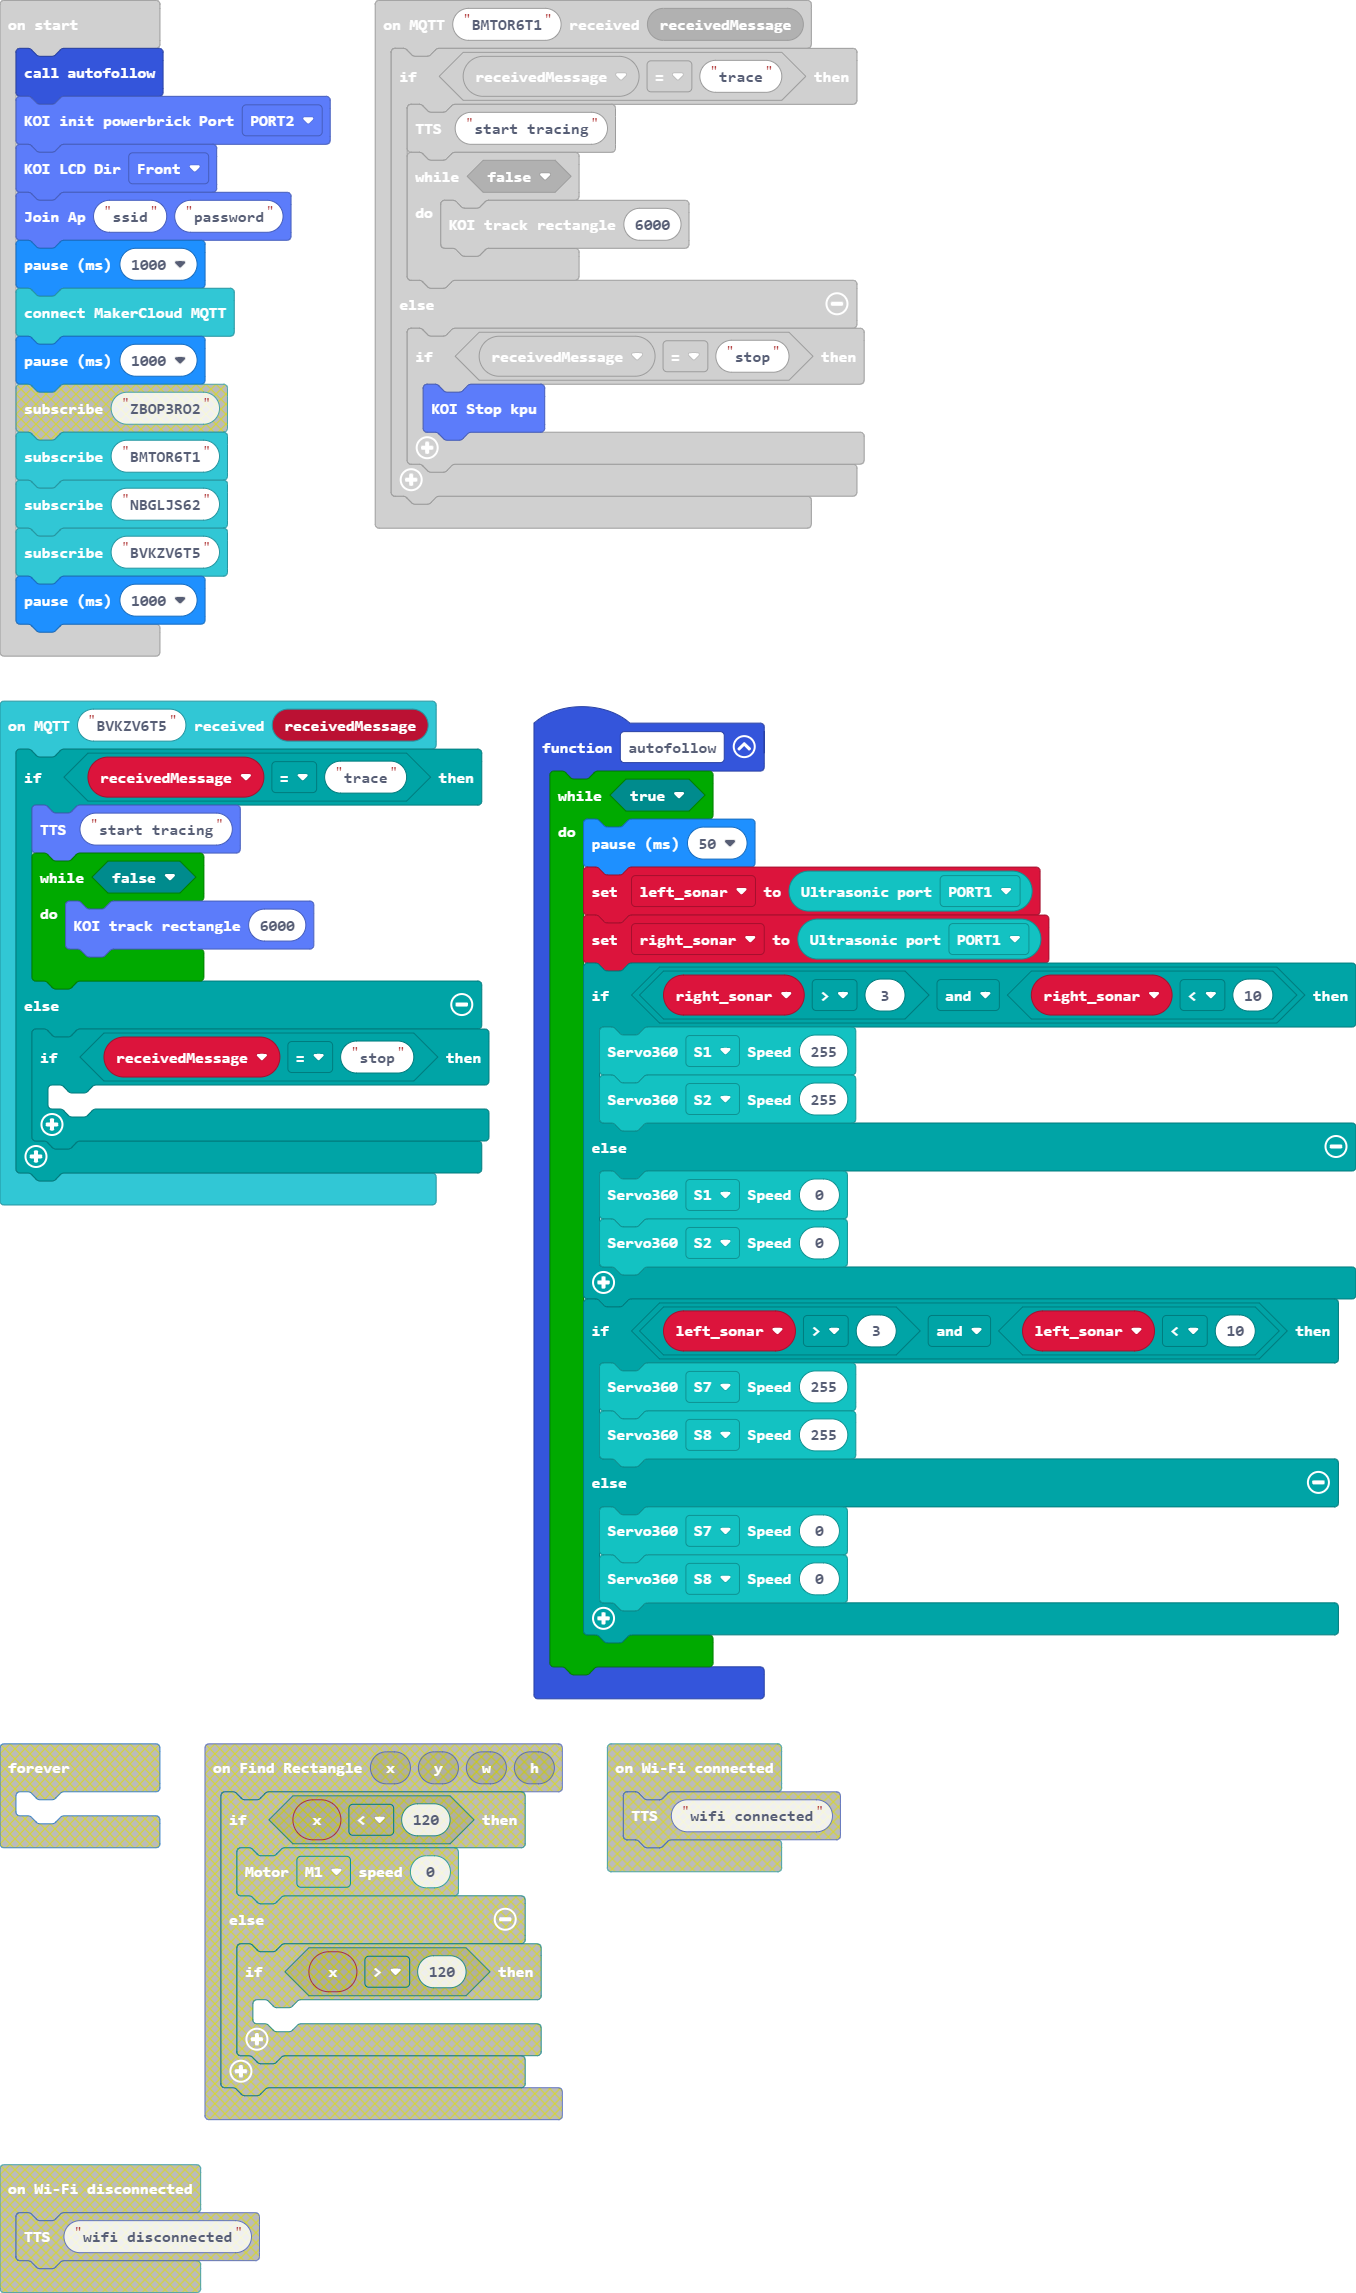 on start
call autofollow
KOI init powerbrick Port PORT2
KOI LCD Dir Front
Join Ap "ssid" "password"
pause (ms) 1000
connect MakerCloud MQTT
pause (ms) 1000
subscribe "ZBOP3RO2"
subscribe "BMTOR6T1"
subscribe "NBGLJS62"
subscribe "BVKZV6T5"
pause (ms) 1000
on MQTT "BMTOR6T1" received receivedMessage
if receivedMessage = "trace" then
TTS "start tracing"
while false
do KOI track rectangle 6000
else
if receivedMessage = "stop" then
KOI Stop kpu
on MQTT "BVKZV6T5" received receivedMessage
if receivedMessage = "trace" then
TTS "start tracing"
while false
do KOI track rectangle 6000
else
if receivedMessage = "stop" then
function autofollow
while true
do pause (ms) 50
set left_sonar to Ultrasonic port PORT1
set right_sonar to Ultrasonic port PORT1
if right_sonar > 3 and right_sonar < 10 then
Servo360 S1 Speed 255
Servo360 S2 Speed 255
else
Servo360 S1 Speed 0
Servo360 S2 Speed 0
if left_sonar > 3 and left_sonar < 10 then
Servo360 S7 Speed 255
Servo360 S8 Speed 255
else
Servo360 S7 Speed 0
Servo360 S8 Speed 0
forever
on Find Rectangle x y w h
if x < 120 then
Motor M1 speed 0
else
if x > 120 then
on Wi-Fi connected
TTS "wifi connected"
on Wi-Fi disconnected
TTS "wifi disconnected"